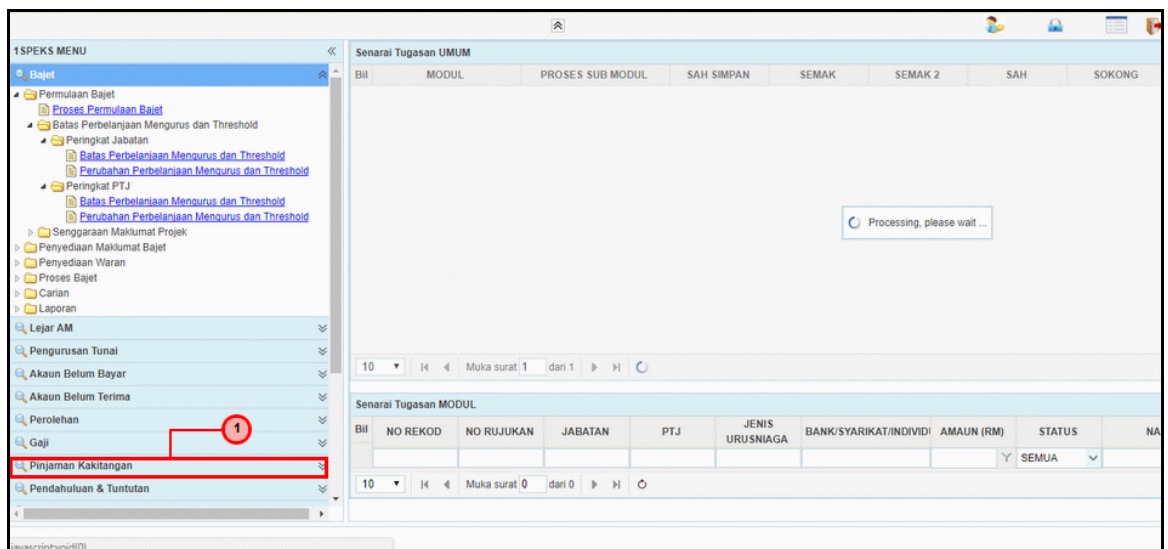 1SPEKS MENU
Bajet
Permulaan Bajet
Proses Permulaan Bajet
Batas Perbelanjaan Mengurus dan Threshold
Peringkat Jabatan
Batas Perbelanjaan Mengurus dan Threshold
Perubahan Perbelanjaan Mengurus dan Threshold
Peringkat PTJ
Batas Perbelanjaan Mengurus dan Threshold
Perubahan Perbelanjaan Mengurus dan Threshold
Senggaraan Maklumat Projek
Penyediaan Maklumat Bajet
Penyediaan Waran
Proses Bajet
Carian
Laporan
Lejar AM
Pengurusan Tunai
Akaun Belum Bayar
Akaun Belum Terima
Perolehan
1
Gaji
Pinjaman Kakitangan
Pendahuluan & Tuntutan
javascript:void(0)
Senarai Tugasan UMUM
Bil MODUL PROSES SUB MODUL SAH SIMPAN SEMAK SEMAK 2 SAH SOKONG
Processing, please wait ...
10 Muka surat 1 dari 1
Senarai Tugasan MODUL
Bil NO REKOD NO RUJUKAN JABATAN PTJ JENIS URUSNIAGA BANK/SYARIKAT/INDIVIDU AMAUN (RM) STATUS NA
SEMUA
10 Muka surat 0 dari 0